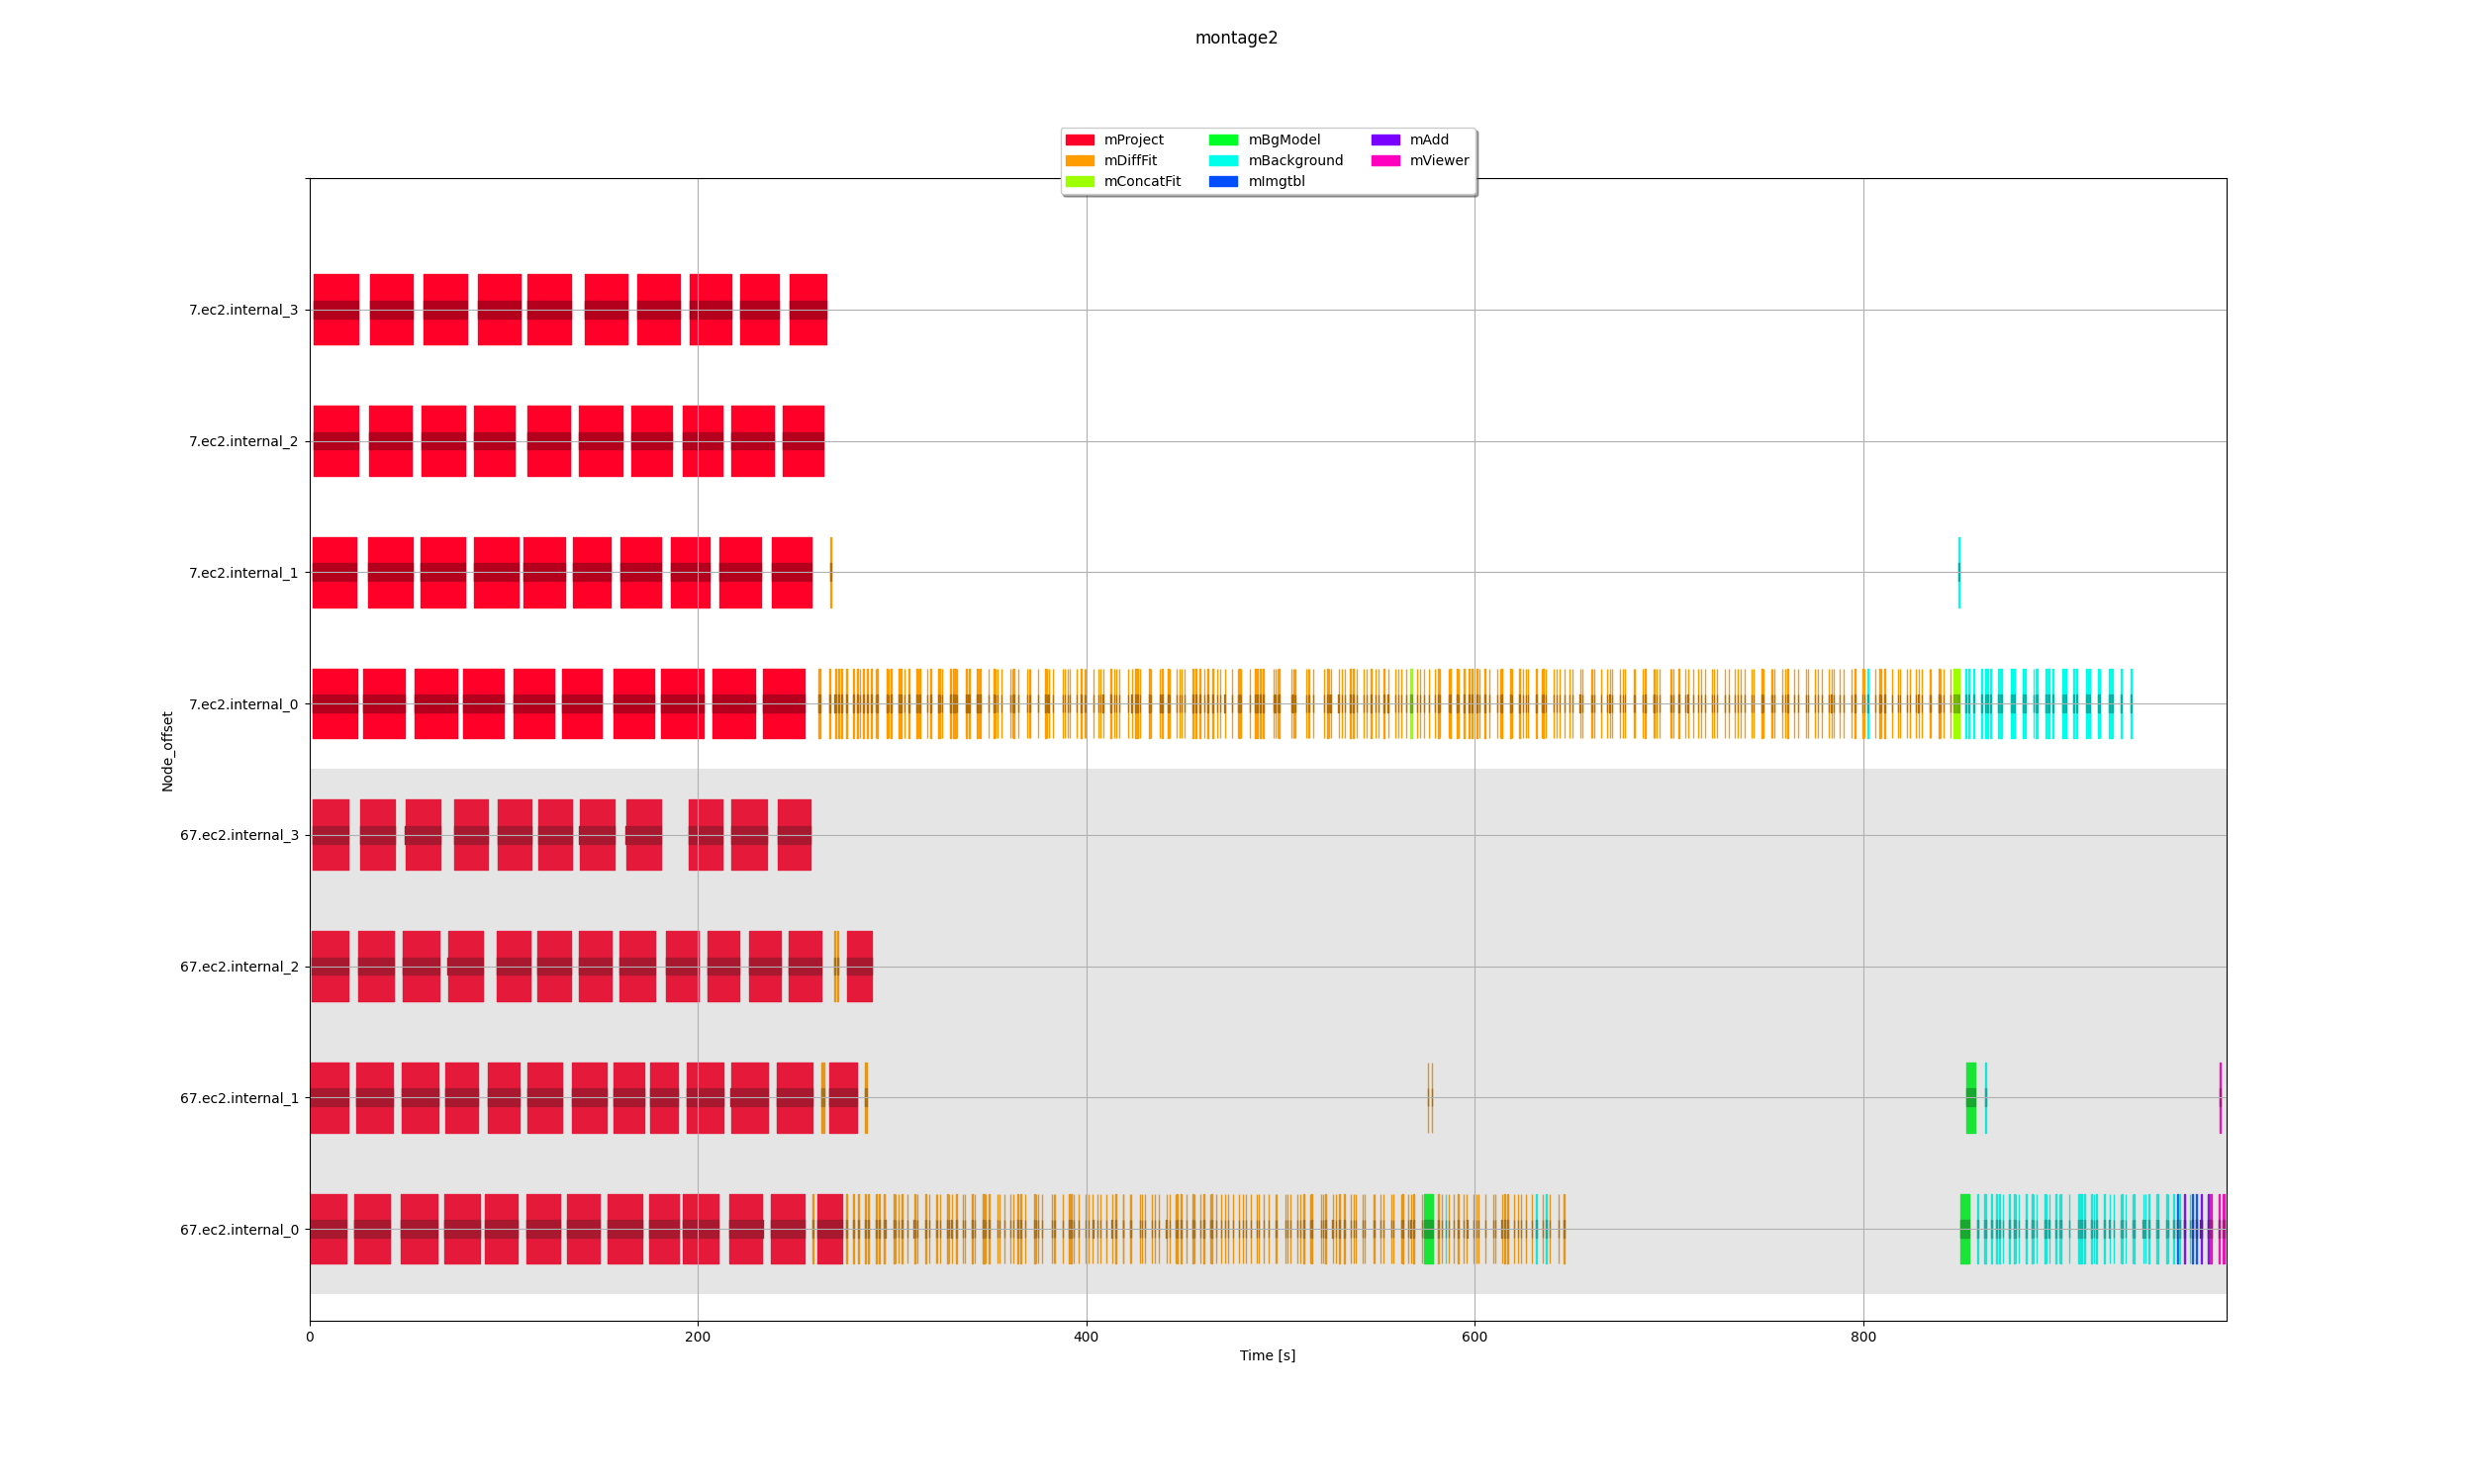 montage2
mProject mBgModel mAdd
mDiffFit mBackground mViewer
mConcatFit mImgtbl
7.ec2.internal_3
7.ec2.internal_2
7.ec2.internal_1
7.ec2.internal_0
67.ec2.internal_3
67.ec2.internal_2
67.ec2.internal_1
67.ec2.internal_0
Node_offset
0 200 400 600 800
Time [s]